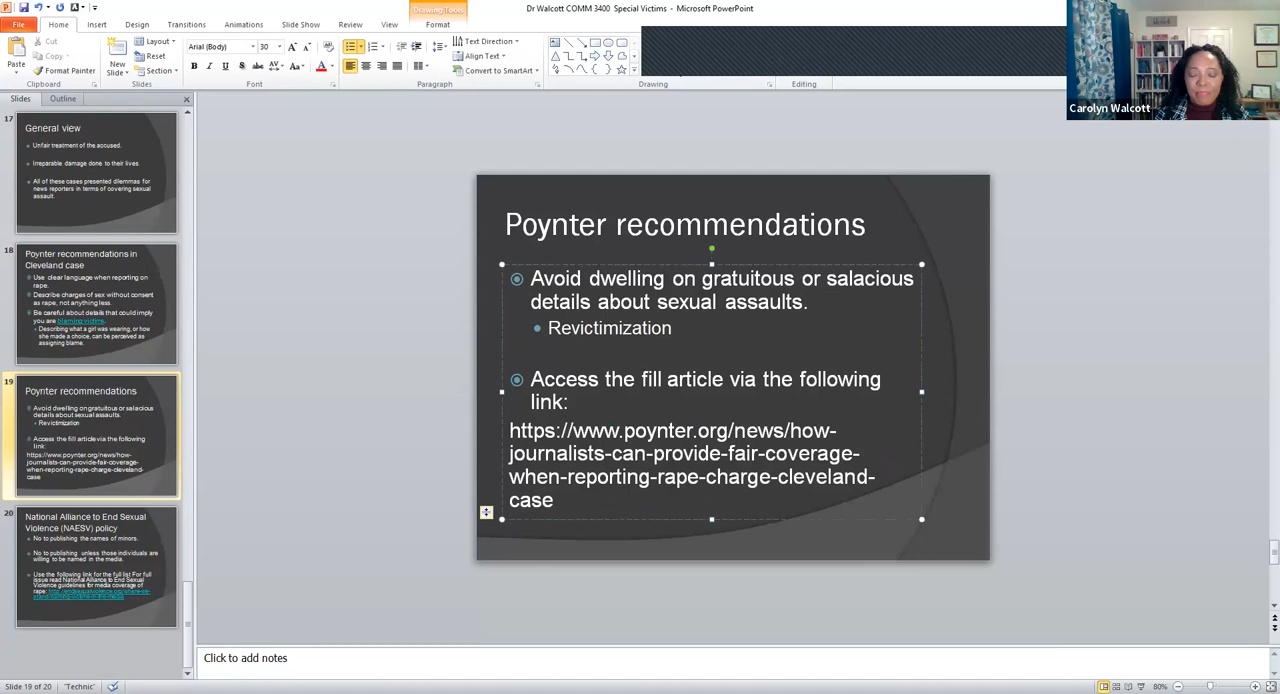 Dr Walcott COMM 3400 Special Victims - Microsoft PowerPoint
Drawing Tools
File Home Insert Design Transitions Animations Slide Show Review View Format
Cut
Copy
Format Painter
Paste
Clipboard
New
Slide
Layout
Reset
Section
Slides
Arial (Body) 30
Font
Text Direction
Align Text
Convert to SmartArt
Paragraph
Drawing
Editing
Carolyn Walcott
Slides Outline
17
General view
Unfair treatment of the accused.
Irreparable damage done to their lives.
All of these cases presented dilemmas for
news reporters in terms of covering sexual
assault.
18
Poynter recommendations in
Cleveland case
Use clear language when reporting on
rape.
Describe charges of sex without consent
as rape, not anything less.
Be careful about details that could imply
you are blaming victims.
Describing what a girl was wearing, or how
she made a choice, can be perceived as
assigning blame.
19
Poynter recommendations
Avoid dwelling on gratuitous or salacious
details about sexual assaults.
Revictimization
Access the fill article via the following
link:
https://www.poynter.org/news/how-
journalists-can-provide-fair-coverage-
when-reporting-rape-charge-cleveland-
case
20
National Alliance to End Sexual
Violence (NAESV) policy
No to publishing the names of minors.
No to publishing unless those individuals are
willing to be named in the media.
Use the following link for the full list For full
issue read National Alliance to End Sexual
Violence guidelines for media coverage of
rape:
Poynter recommendations
Avoid dwelling on gratuitous or salacious
details about sexual assaults.
Revictimization
Access the fill article via the following
link:
https://www.poynter.org/news/how-
journalists-can-provide-fair-coverage-
when-reporting-rape-charge-cleveland-
case
Click to add notes
Slide 19 of 20 'Technic' 80%